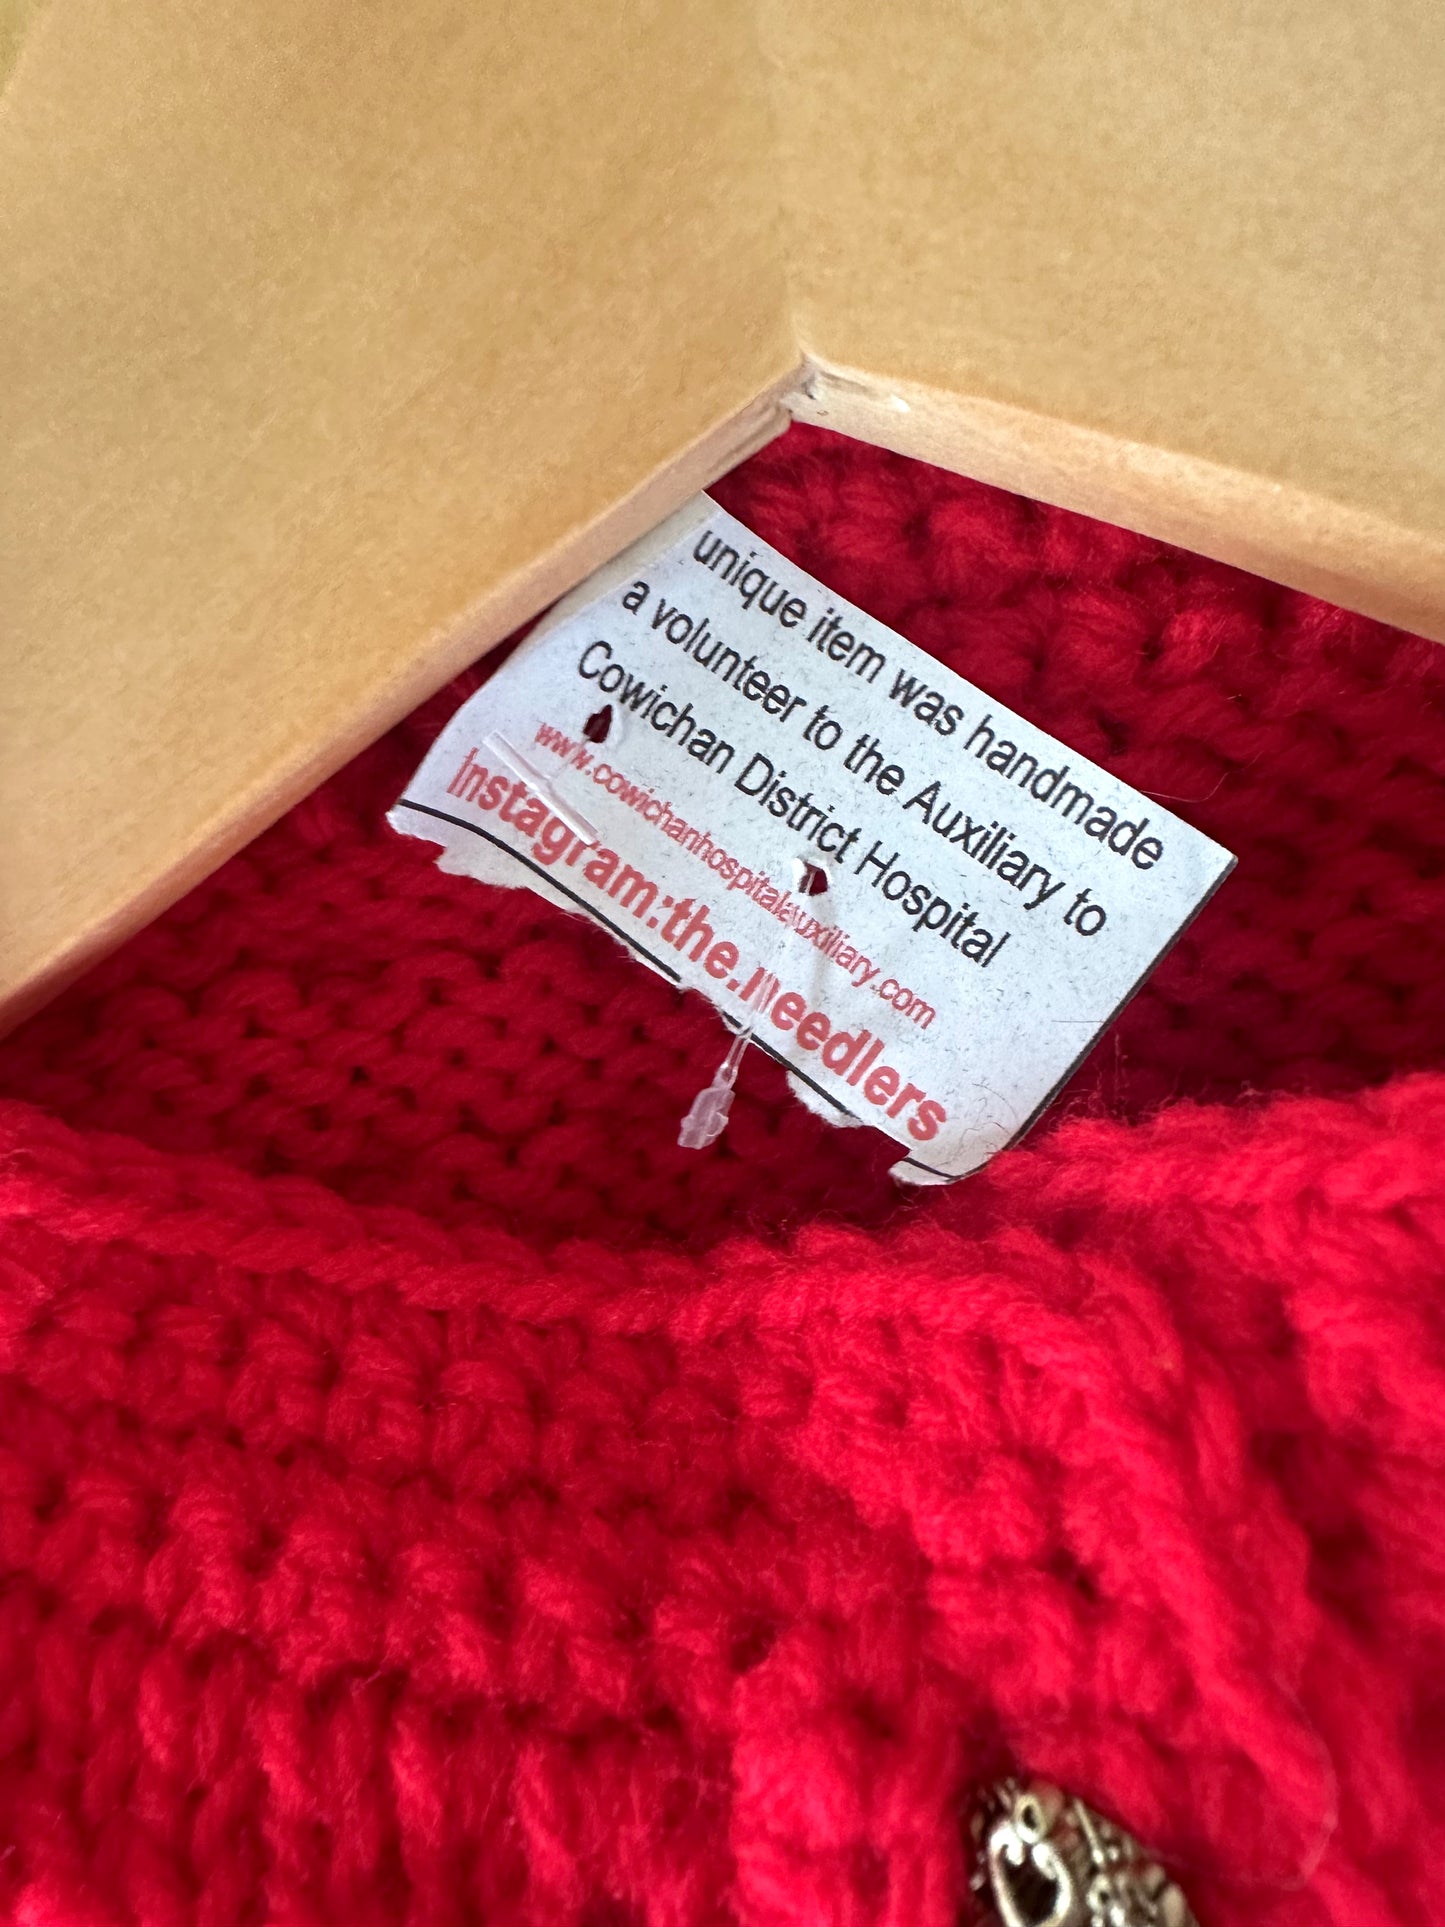 unique item was handmade
a volunteer to the Auxiliary to
Cowichan District Hospital
www.cowichanhospitalauxiliary.com
Instagram:the.needlers